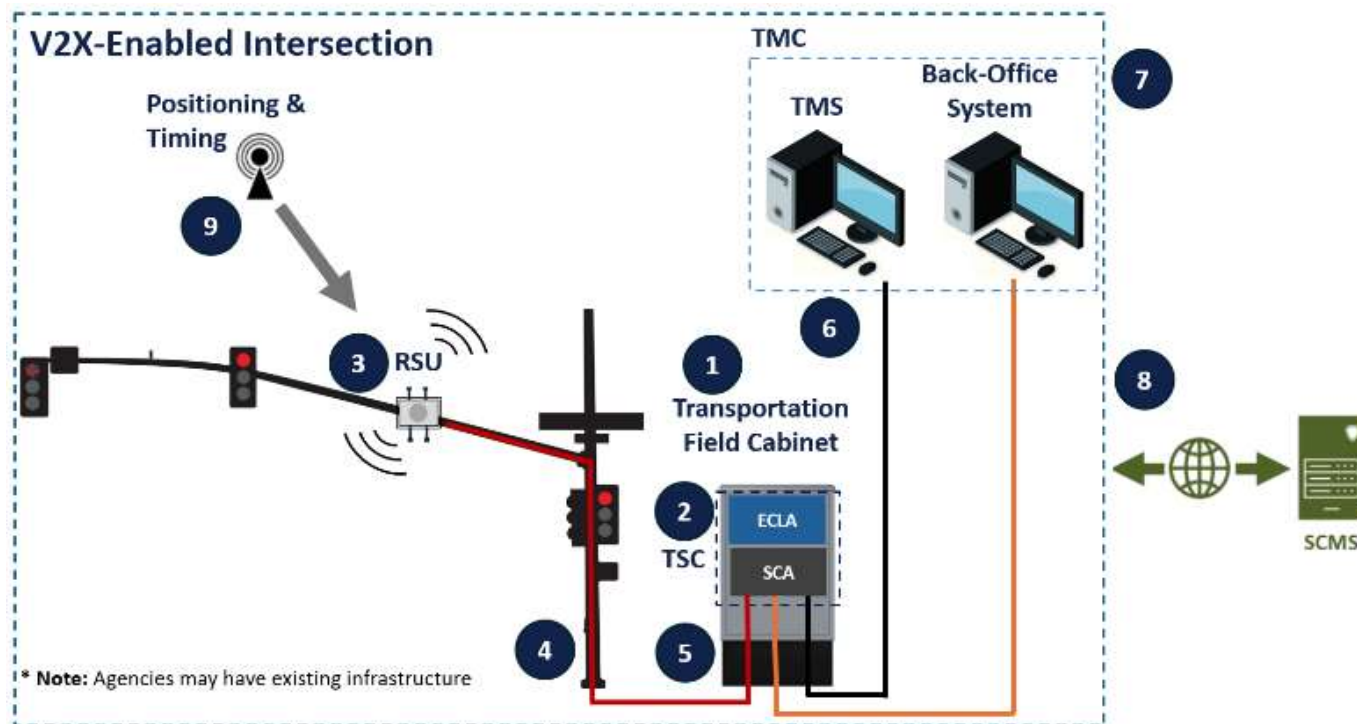 V2X-Enabled Intersection
TMC
Positioning &
Timing
9
TMS
Back-Office
System
7
6
3
RSU
1
Transportation
Field Cabinet
8
2
ECLA
TSC
SCA
SCMS
4
5
* Note: Agencies may have existing infrastructure